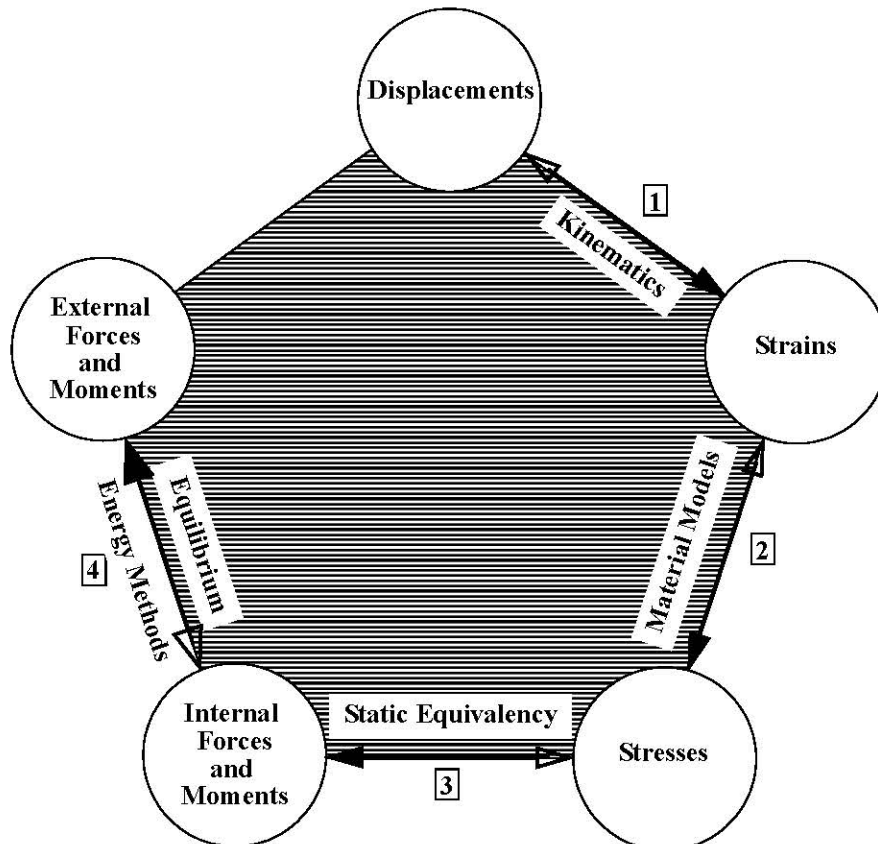 Displacements
1
Kinematics
External
Forces
and
Moments
Strains
Energy Methods
Equilibrium
4
Material Models
2
Internal
Forces
and
Moments
Static Equivalency
3
Stresses